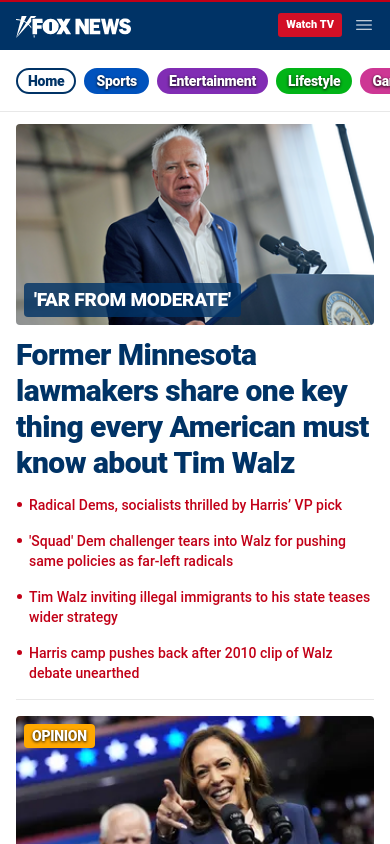 FOX NEWS
Watch TV
Home
Sports
Entertainment
Lifestyle
'FAR FROM MODERATE'
Former Minnesota
lawmakers share one key
thing every American must
know about Tim Walz
Radical Dems, socialists thrilled by Harris' VP pick
'Squad' Dem challenger tears into Walz for pushing
same policies as far-left radicals
Tim Walz inviting illegal immigrants to his state teases
wider strategy
Harris camp pushes back after 2010 clip of Walz
debate unearthed
OPINION